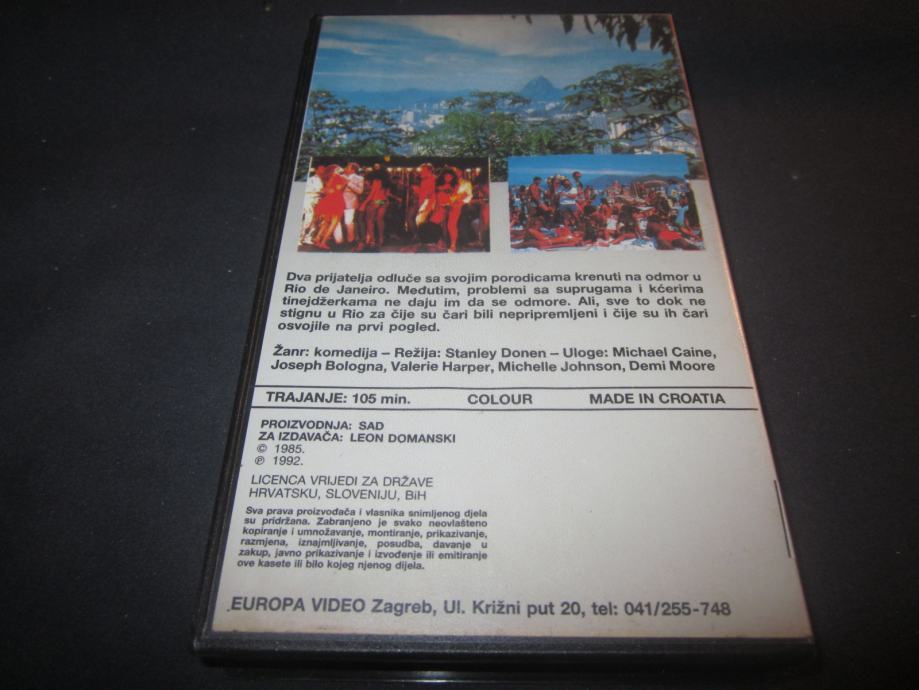 Dva prijatelja odluče sa svojim porodicama krenuti na odmor u
Rio de Janeiro. Međutim, problemi sa suprugama i kćerima
tinejdžerkama ne daju im da se odmore. Ali, sve to dok ne
stignu u Rio za čije su čari bili nepripremljeni i čije su ih čari
osvojile na prvi pogled.
Žanr: komedija – Režija: Stanley Donen – Uloge: Michael Caine,
Joseph Bologna, Valerie Harper, Michelle Johnson, Demi Moore
TRAJANJE: 105 min. COLOUR MADE IN CROATIA
PROIZVODNJA: SAD
ZA IZDAVAČA: LEON DOMANSKI
© 1985.
℗ 1992.
LICENCA VRIJEDI ZA DRŽAVE
HRVATSKU, SLOVENIJU, BiH
Sva prava proizvođača i vlasnika snimljenog djela
su pridržana. Zabranjeno je svako neovlašteno
kopiranje i umnožavanje, montiranje, prikazivanje,
razmjena, iznajmljivanje, posudba, davanje u
zakup, javno prikazivanje i izvođenje ili emitiranje
ove kasete ili bilo kojeg njenog dijela.
EUROPA VIDEO Zagreb, Ul. Križni put 20, tel: 041/255-748